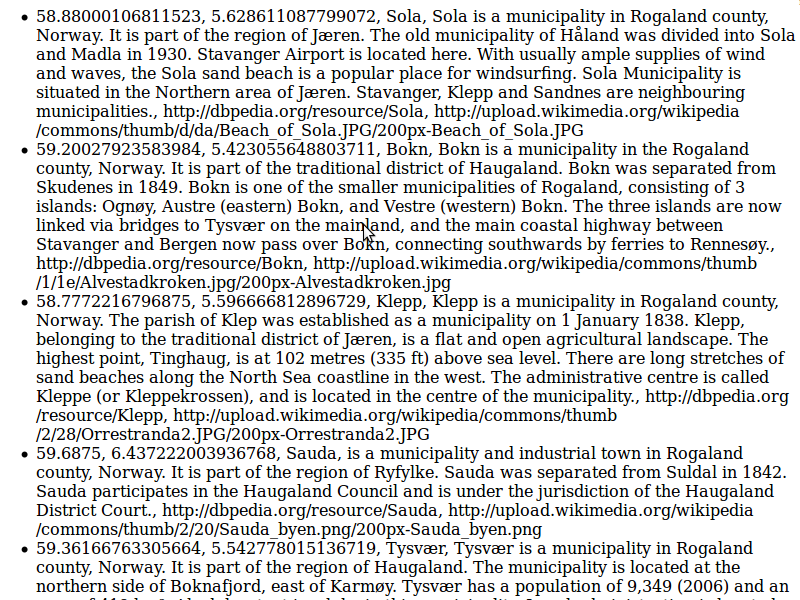 • 58.88000106811523, 5.628611087799072, Sola, Sola is a municipality in Rogaland county,
Norway. It is part of the region of Jæren. The old municipality of Håland was divided into Sola
and Madla in 1930. Stavanger Airport is located here. With usually ample supplies of wind
and waves, the Sola sand beach is a popular place for windsurfing. Sola Municipality is
situated in the Northern area of Jæren. Stavanger, Klepp and Sandnes are neighbouring
municipalities., http://dbpedia.org/resource/Sola, http://upload.wikimedia.org/wikipedia
/commons/thumb/d/da/Beach_of_Sola.JPG/200px-Beach_of_Sola.JPG
• 59.20027923583984, 5.423055648803711, Bokn, Bokn is a municipality in the Rogaland
county, Norway. It is part of the traditional district of Haugaland. Bokn was separated from
Skudenes in 1849. Bokn is one of the smaller municipalities of Rogaland, consisting of 3
islands: Ognøy, Austre (eastern) Bokn, and Vestre (western) Bokn. The three islands are now
linked via bridges to Tysvær on the mainland, and the main coastal highway between
Stavanger and Bergen now pass over Bokn, connecting southwards by ferries to Rennesøy.,
http://dbpedia.org/resource/Bokn, http://upload.wikimedia.org/wikipedia/commons/thumb
/1/1e/Alvestadkroken.jpg/200px-Alvestadkroken.jpg
• 58.7772216796875, 5.596666812896729, Klepp, Klepp is a municipality in Rogaland county,
Norway. The parish of Klep was established as a municipality on 1 January 1838. Klepp,
belonging to the traditional district of Jæren, is a flat and open agricultural landscape. The
highest point, Tinghaug, is at 102 metres (335 ft) above sea level. There are long stretches of
sand beaches along the North Sea coastline in the west. The administrative centre is called
Kleppe (or Kleppekrossen), and is located in the centre of the municipality., http://dbpedia.org
/resource/Klepp, http://upload.wikimedia.org/wikipedia/commons/thumb
/2/28/Orrestranda2.JPG/200px-Orrestranda2.JPG
• 59.6875, 6.437222003936768, Sauda, is a municipality and industrial town in Rogaland
county, Norway. It is part of the region of Ryfylke. Sauda was separated from Suldal in 1842.
Sauda participates in the Haugaland Council and is under the jurisdiction of the Haugaland
District Court., http://dbpedia.org/resource/Sauda, http://upload.wikimedia.org/wikipedia
/commons/thumb/2/20/Sauda_byen.png/200px-Sauda_byen.png
• 59.36166763305664, 5.542778015136719, Tysvær, Tysvær is a municipality in Rogaland
county, Norway. It is part of the region of Haugaland. The municipality is located at the
northern side of Boknafjord, east of Karmøy. Tysvær has a population of 9,349 (2006) and an